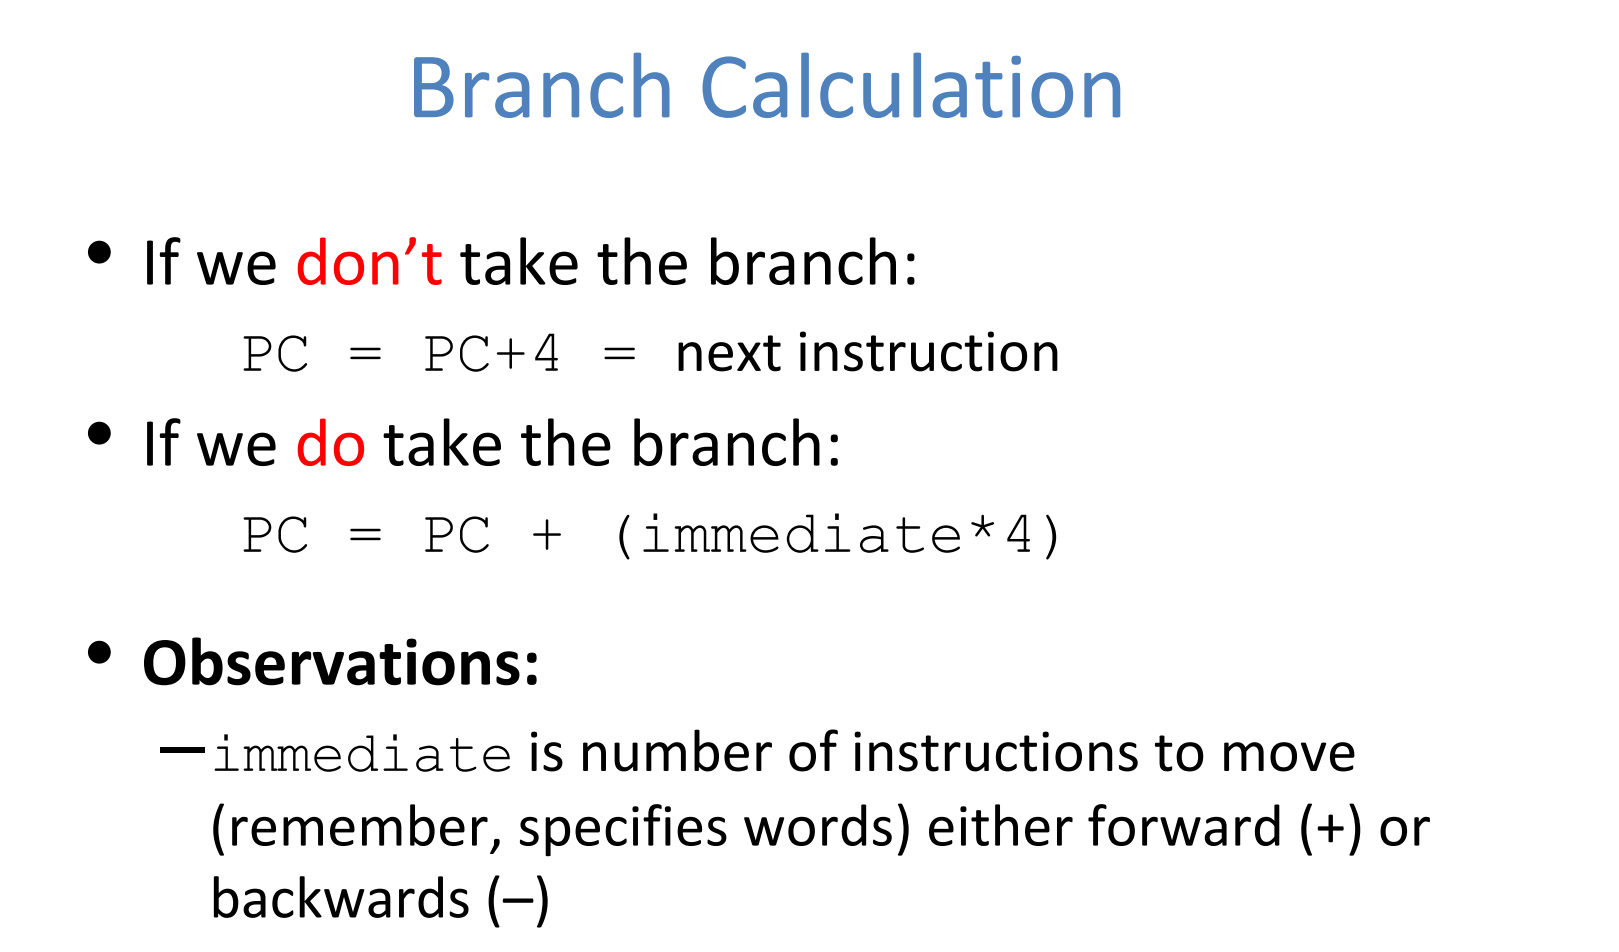 Branch Calculation
• If we don’t take the branch:
PC = PC+4 = next instruction
• If we do take the branch:
PC = PC + (immediate*4)
• Observations:
–immediate is number of instructions to move
(remember, specifies words) either forward (+) or
backwards (–)